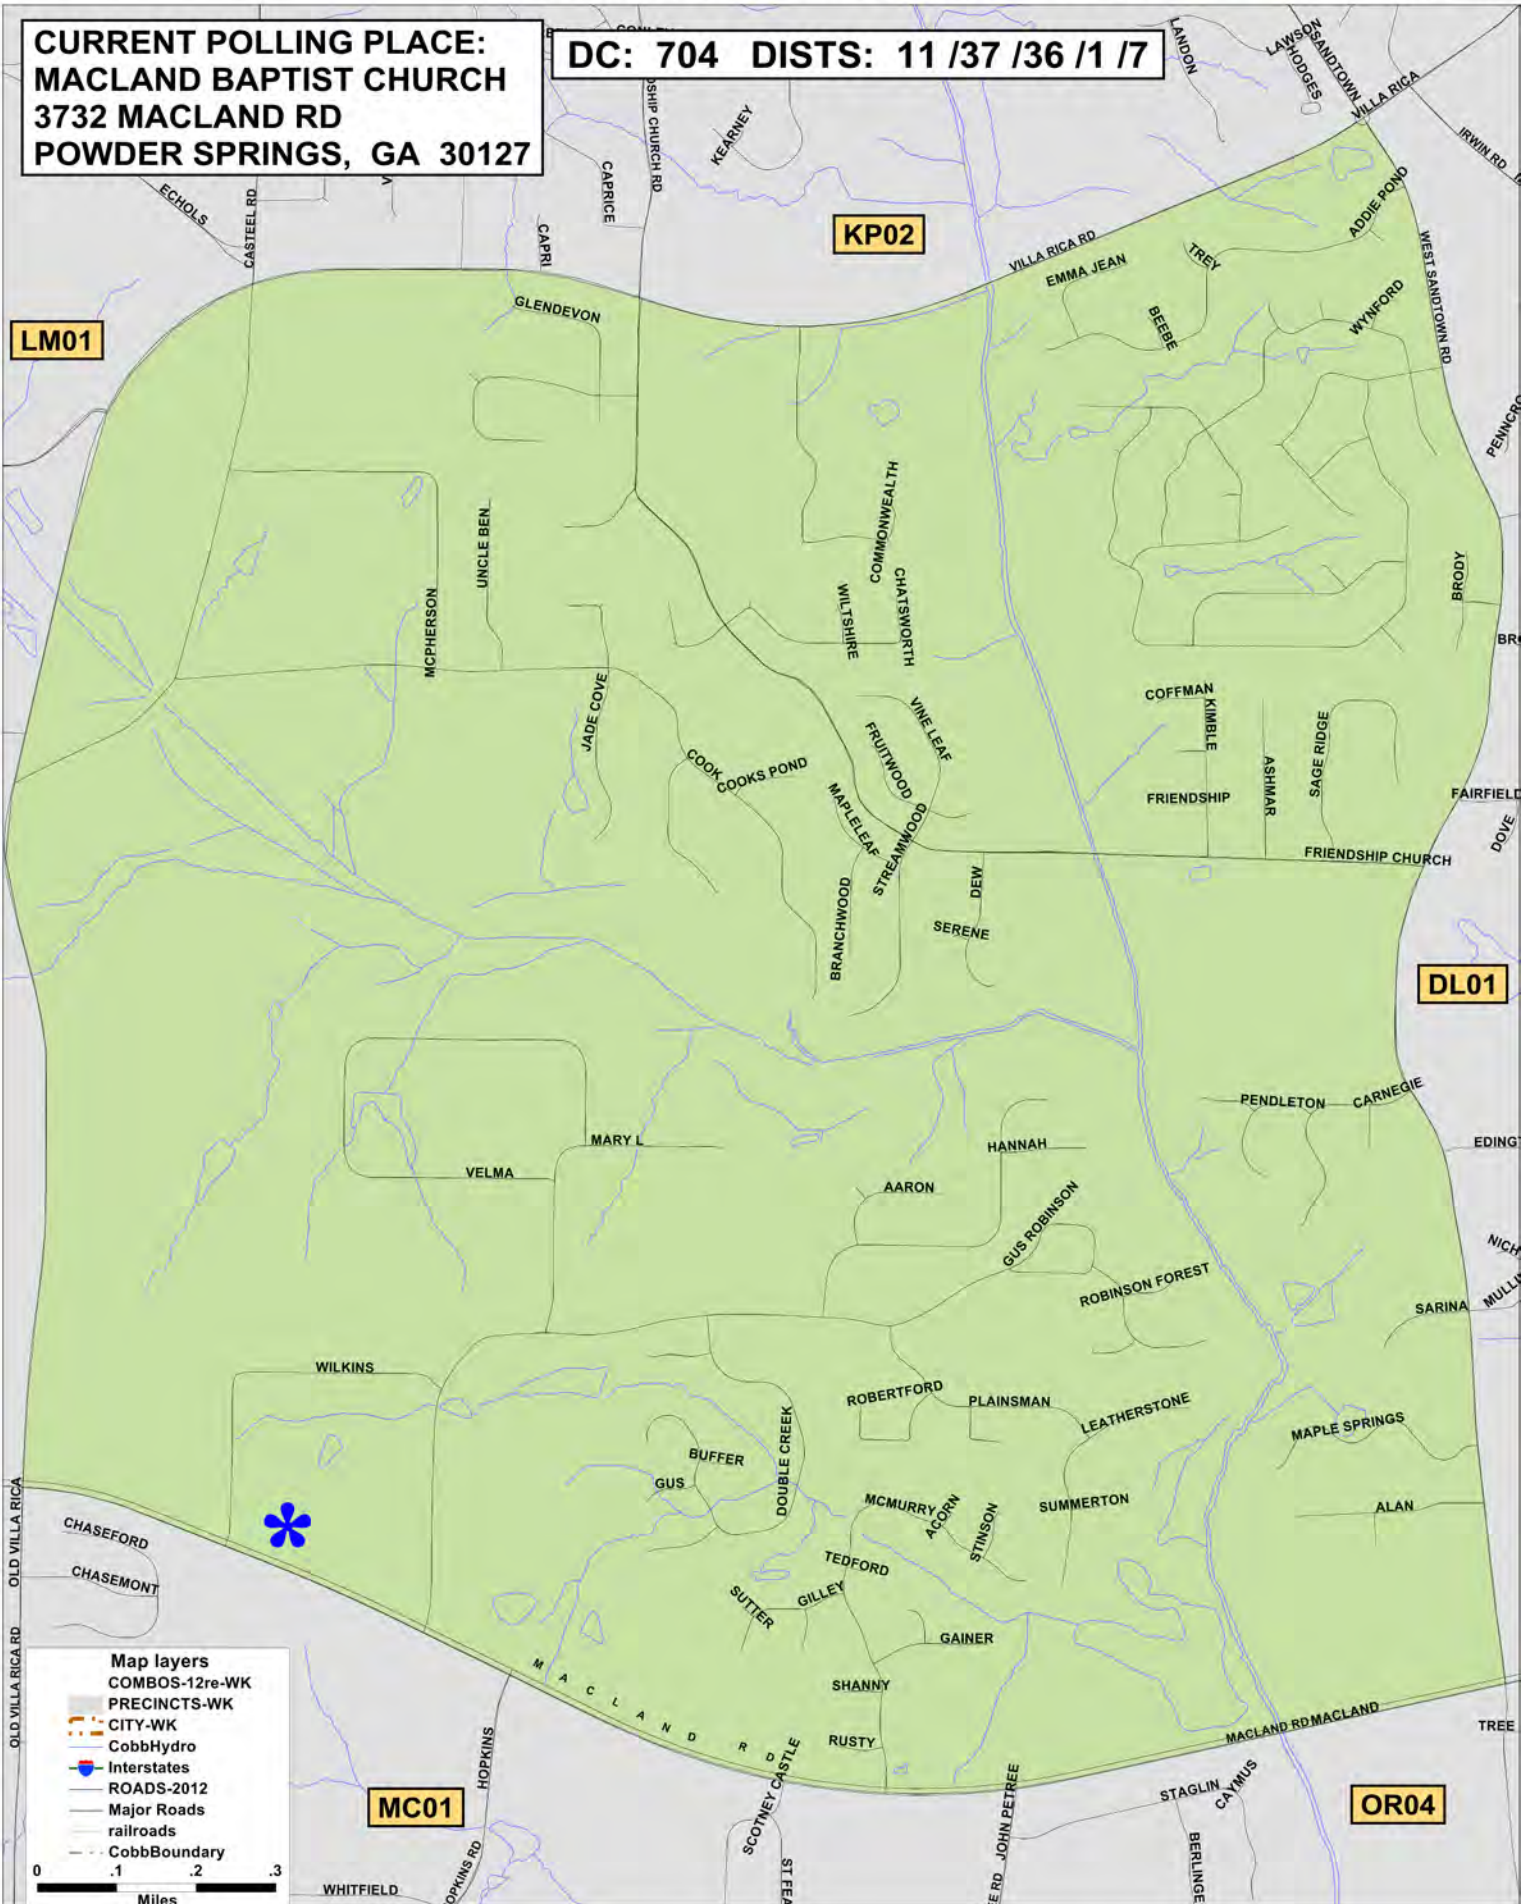 CURRENT POLLING PLACE:
MACLAND BAPTIST CHURCH
3732 MACLAND RD
POWDER SPRINGS, GA 30127
DC: 704 DISTS: 11 /37 /36 /1 /7
LANDON
LAWSON
HODGES
SANDTOWN
VILLA RICA
IRWIN RD
KEARNEY
CAPRICE
ECHOLS
CASTEEL RD
CAPRI
KP02
VILLA RICA RD
EMMA JEAN
TREY
ADDIE POND
WEST SANDTOWN RD
LM01
GLENDEVON
BEEBE
WYNFORD
COMMONWEALTH
UNCLE BEN
MCPHERSON
WILTSHIRE
CHATSWORTH
BRODY
JADE COVE
COFFMAN
KIMBLE
VINE LEAF
FRUITWOOD
COOK
COOKS POND
MAPLELEAF
STREAMWOOD
FRIENDSHIP
ASHMAR
SAGE RIDGE
FAIRFIELD
DOVE
FRIENDSHIP CHURCH
BRANCHWOOD
DEW
SERENE
DL01
PENDLETON
CARNEGIE
MARY L
VELMA
HANNAH
AARON
GUS ROBINSON
ROBINSON FOREST
SARINA
WILKINS
ROBERTFORD
PLAINSMAN
LEATHERSTONE
MAPLE SPRINGS
BUFFER
GUS
DOUBLE CREEK
MCMURRY
ACORN
STINSON
SUMMERTON
ALAN
OLD VILLA RICA
CHASEFORD
CHASEMONT
TEDFORD
GILLEY
SUTTER
GAINER
SHANNY
RUSTY
MACLAND RD
MACLAND RD
MACLAND
TREE
OLD VILLA RICA RD
HOPKINS
MC01
SCOTNEY CASTLE
JOHN PETREE
STAGLIN
CAYMUS
OR04
WHITFIELD
Map layers
COMBOS-12re-WK
PRECINCTS-WK
CITY-WK
CobbHydro
Interstates
ROADS-2012
Major Roads
railroads
CobbBoundary
0 .1 .2 .3
Miles